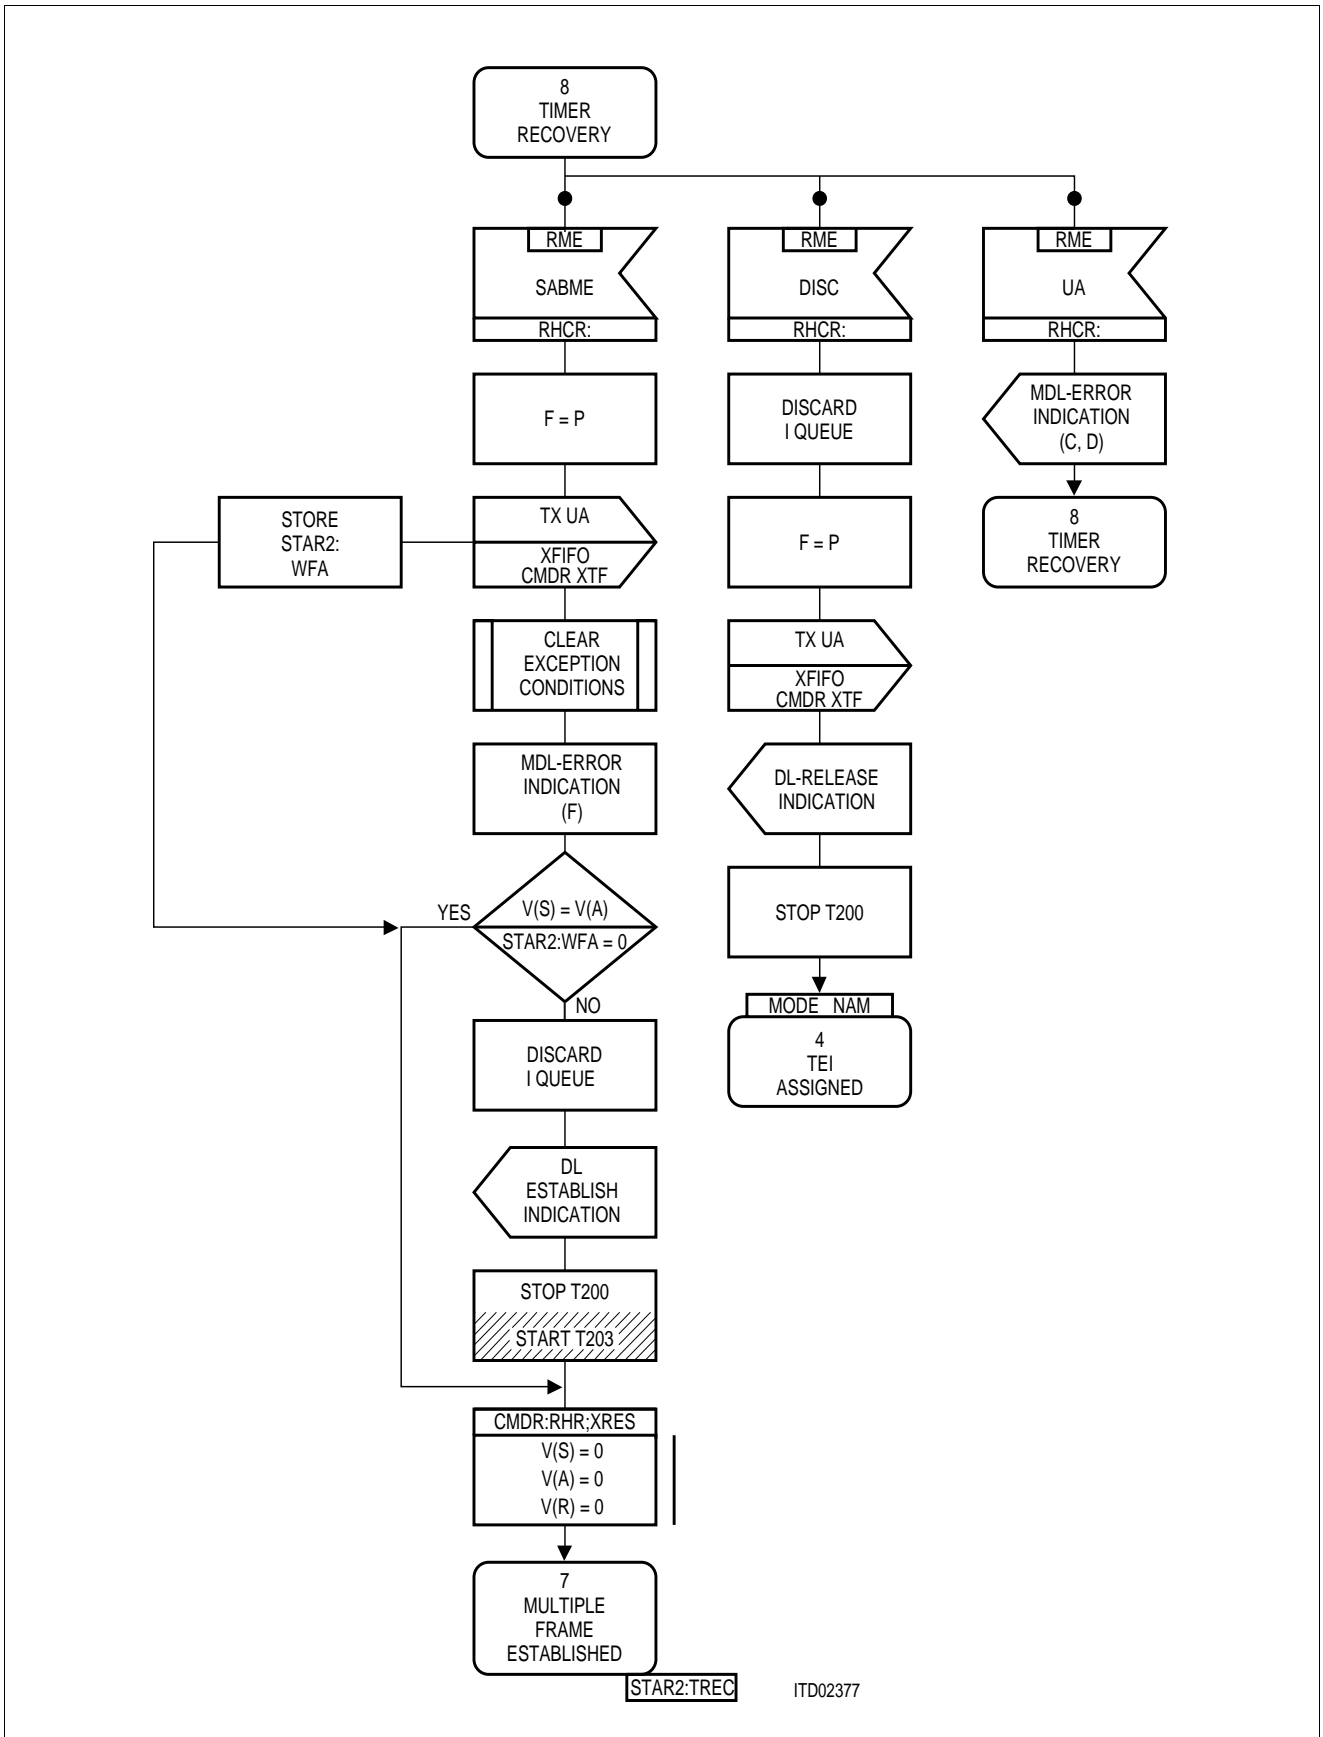 8
TIMER
RECOVERY
RME
SABME
RHCR:
F = P
STORE
STAR2:
WFA
TX UA
XFIFO
CMDR XTF
CLEAR
EXCEPTION
CONDITIONS
MDL-ERROR
INDICATION
(F)
YES
V(S) = V(A)
STAR2:WFA = 0
NO
DISCARD
I QUEUE
DL
ESTABLISH
INDICATION
STOP T200
START T203
CMDR:RHR;XRES
V(S) = 0
V(A) = 0
V(R) = 0
7
MULTIPLE
FRAME
ESTABLISHED
STAR2:TREC
RME
DISC
RHCR:
DISCARD
I QUEUE
F = P
TX UA
XFIFO
CMDR XTF
DL-RELEASE
INDICATION
STOP T200
MODE NAM
4
TEI
ASSIGNED
RME
UA
RHCR:
MDL-ERROR
INDICATION
(C, D)
8
TIMER
RECOVERY
ITD02377